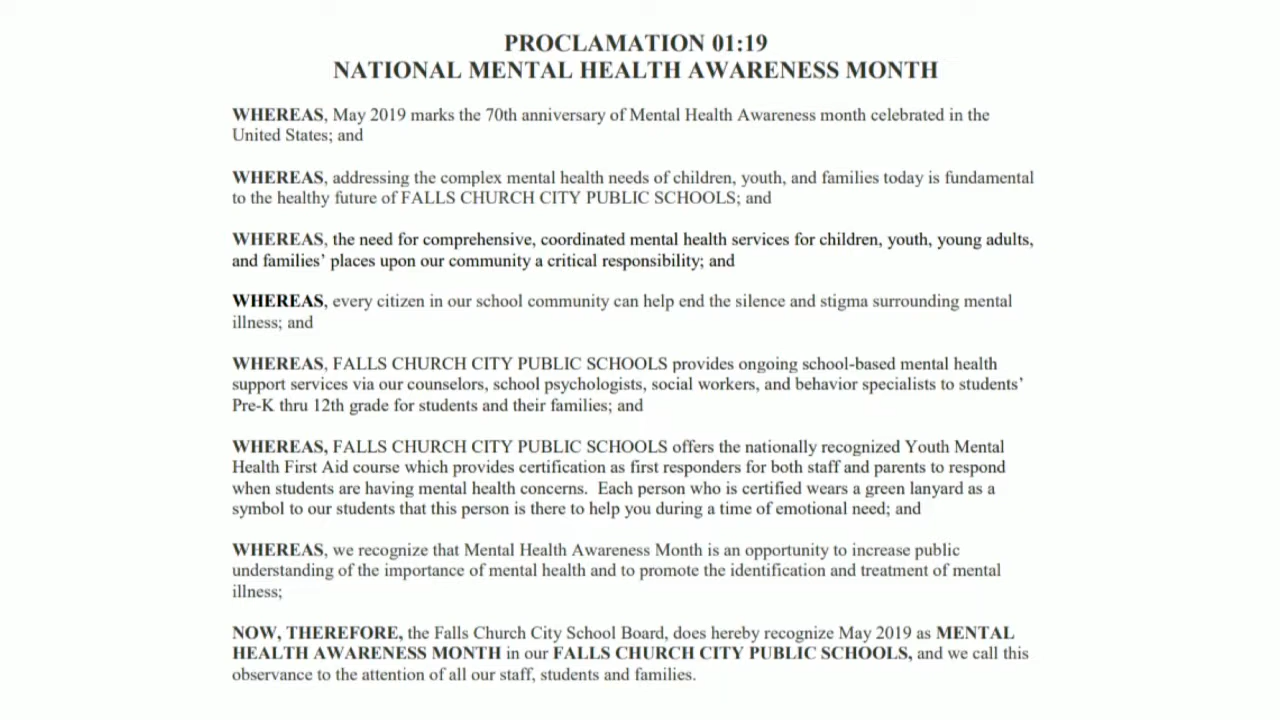 PROCLAMATION 01:19
NATIONAL MENTAL HEALTH AWARENESS MONTH
WHEREAS, May 2019 marks the 70th anniversary of Mental Health Awareness month celebrated in the
United States; and
WHEREAS, addressing the complex mental health needs of children, youth, and families today is fundamental
to the healthy future of FALLS CHURCH CITY PUBLIC SCHOOLS; and
WHEREAS, the need for comprehensive, coordinated mental health services for children, youth, young adults,
and families’ places upon our community a critical responsibility; and
WHEREAS, every citizen in our school community can help end the silence and stigma surrounding mental
illness; and
WHEREAS, FALLS CHURCH CITY PUBLIC SCHOOLS provides ongoing school-based mental health
support services via our counselors, school psychologists, social workers, and behavior specialists to students’
Pre-K thru 12th grade for students and their families; and
WHEREAS, FALLS CHURCH CITY PUBLIC SCHOOLS offers the nationally recognized Youth Mental
Health First Aid course which provides certification as first responders for both staff and parents to respond
when students are having mental health concerns.  Each person who is certified wears a green lanyard as a
symbol to our students that this person is there to help you during a time of emotional need; and
WHEREAS, we recognize that Mental Health Awareness Month is an opportunity to increase public
understanding of the importance of mental health and to promote the identification and treatment of mental
illness;
NOW, THEREFORE, the Falls Church City School Board, does hereby recognize May 2019 as MENTAL
HEALTH AWARENESS MONTH in our FALLS CHURCH CITY PUBLIC SCHOOLS, and we call this
observance to the attention of all our staff, students and families.